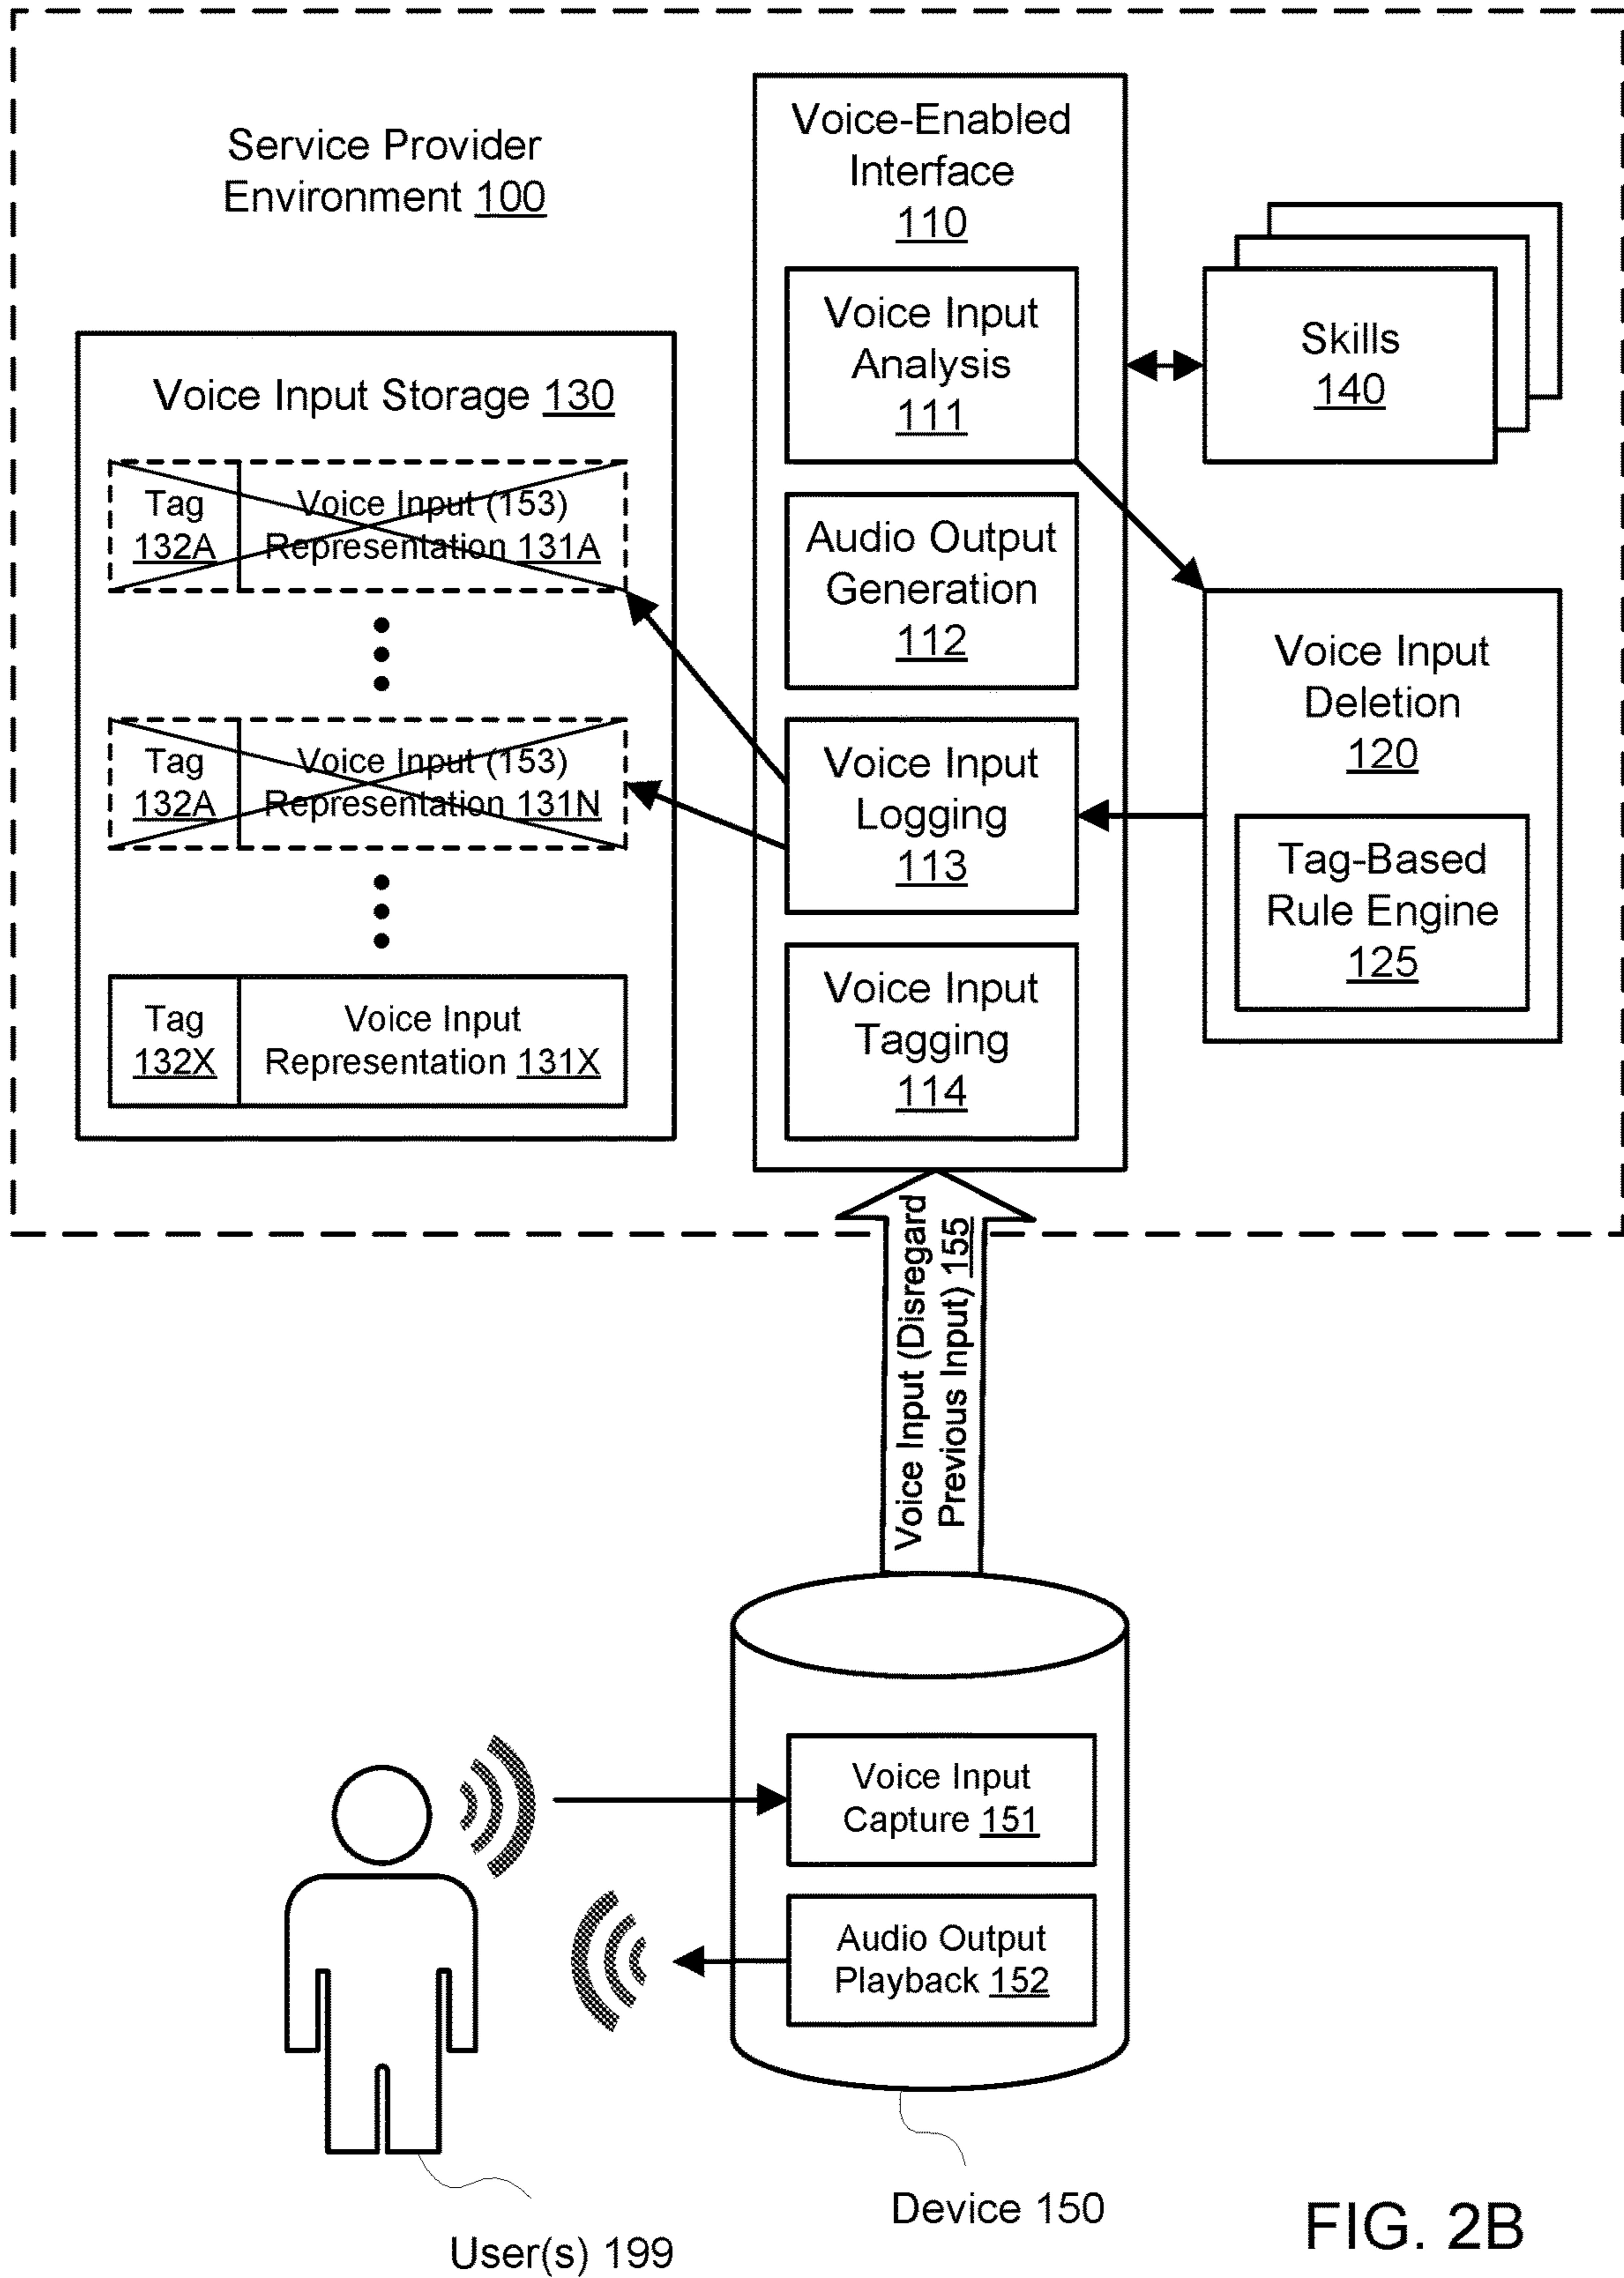 Service Provider
Environment 100
Voice Input Storage 130
Tag
132A
Voice Input (153)
Representation 131A
Tag
132A
Voice Input (153)
Representation 131N
Tag
132X
Voice Input
Representation 131X
Voice-Enabled
Interface
110
Voice Input
Analysis
111
Audio Output
Generation
112
Voice Input
Logging
113
Voice Input
Tagging
114
Skills
140
Voice Input
Deletion
120
Tag-Based
Rule Engine
125
Voice Input (Disregard
Previous Input) 155
Voice Input
Capture 151
Audio Output
Playback 152
Device 150
User(s) 199
FIG. 2B